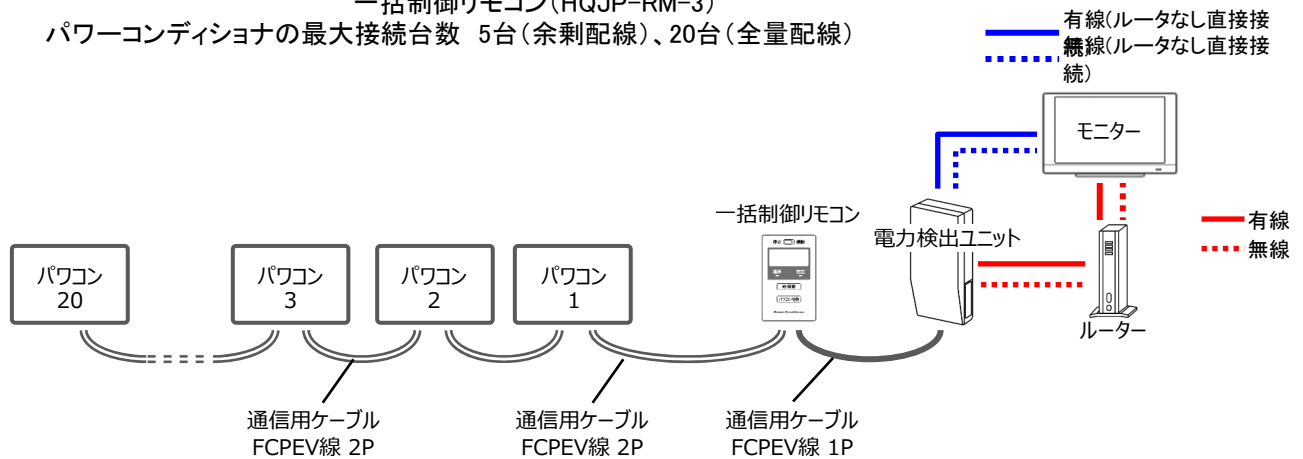 一括制御リモコン(HQJP-RM-3)
パワーコンディショナの最大接続台数 5台(余剰配線)、20台(全量配線)
有線(ルータなし直接接
続)
無線(ルータなし直接接
続)
モニター
一括制御リモコン
電力検出ユニット
有線
無線
ルーター
パワコン
20
パワコン
3
パワコン
2
パワコン
1
通信用ケーブル
FCPEV線 2P
通信用ケーブル
FCPEV線 2P
通信用ケーブル
FCPEV線 1P